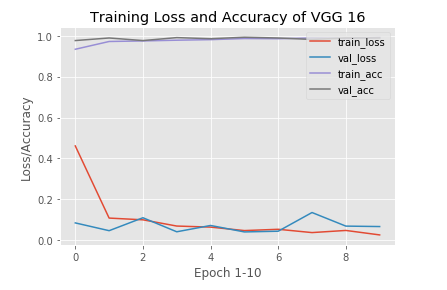 Training Loss and Accuracy of VGG 16
1.0
0.8
0.6
0.4
0.2
0.0
Loss/Accuracy
train_loss
val_loss
train_acc
val_acc
0 2 4 6 8
Epoch 1-10